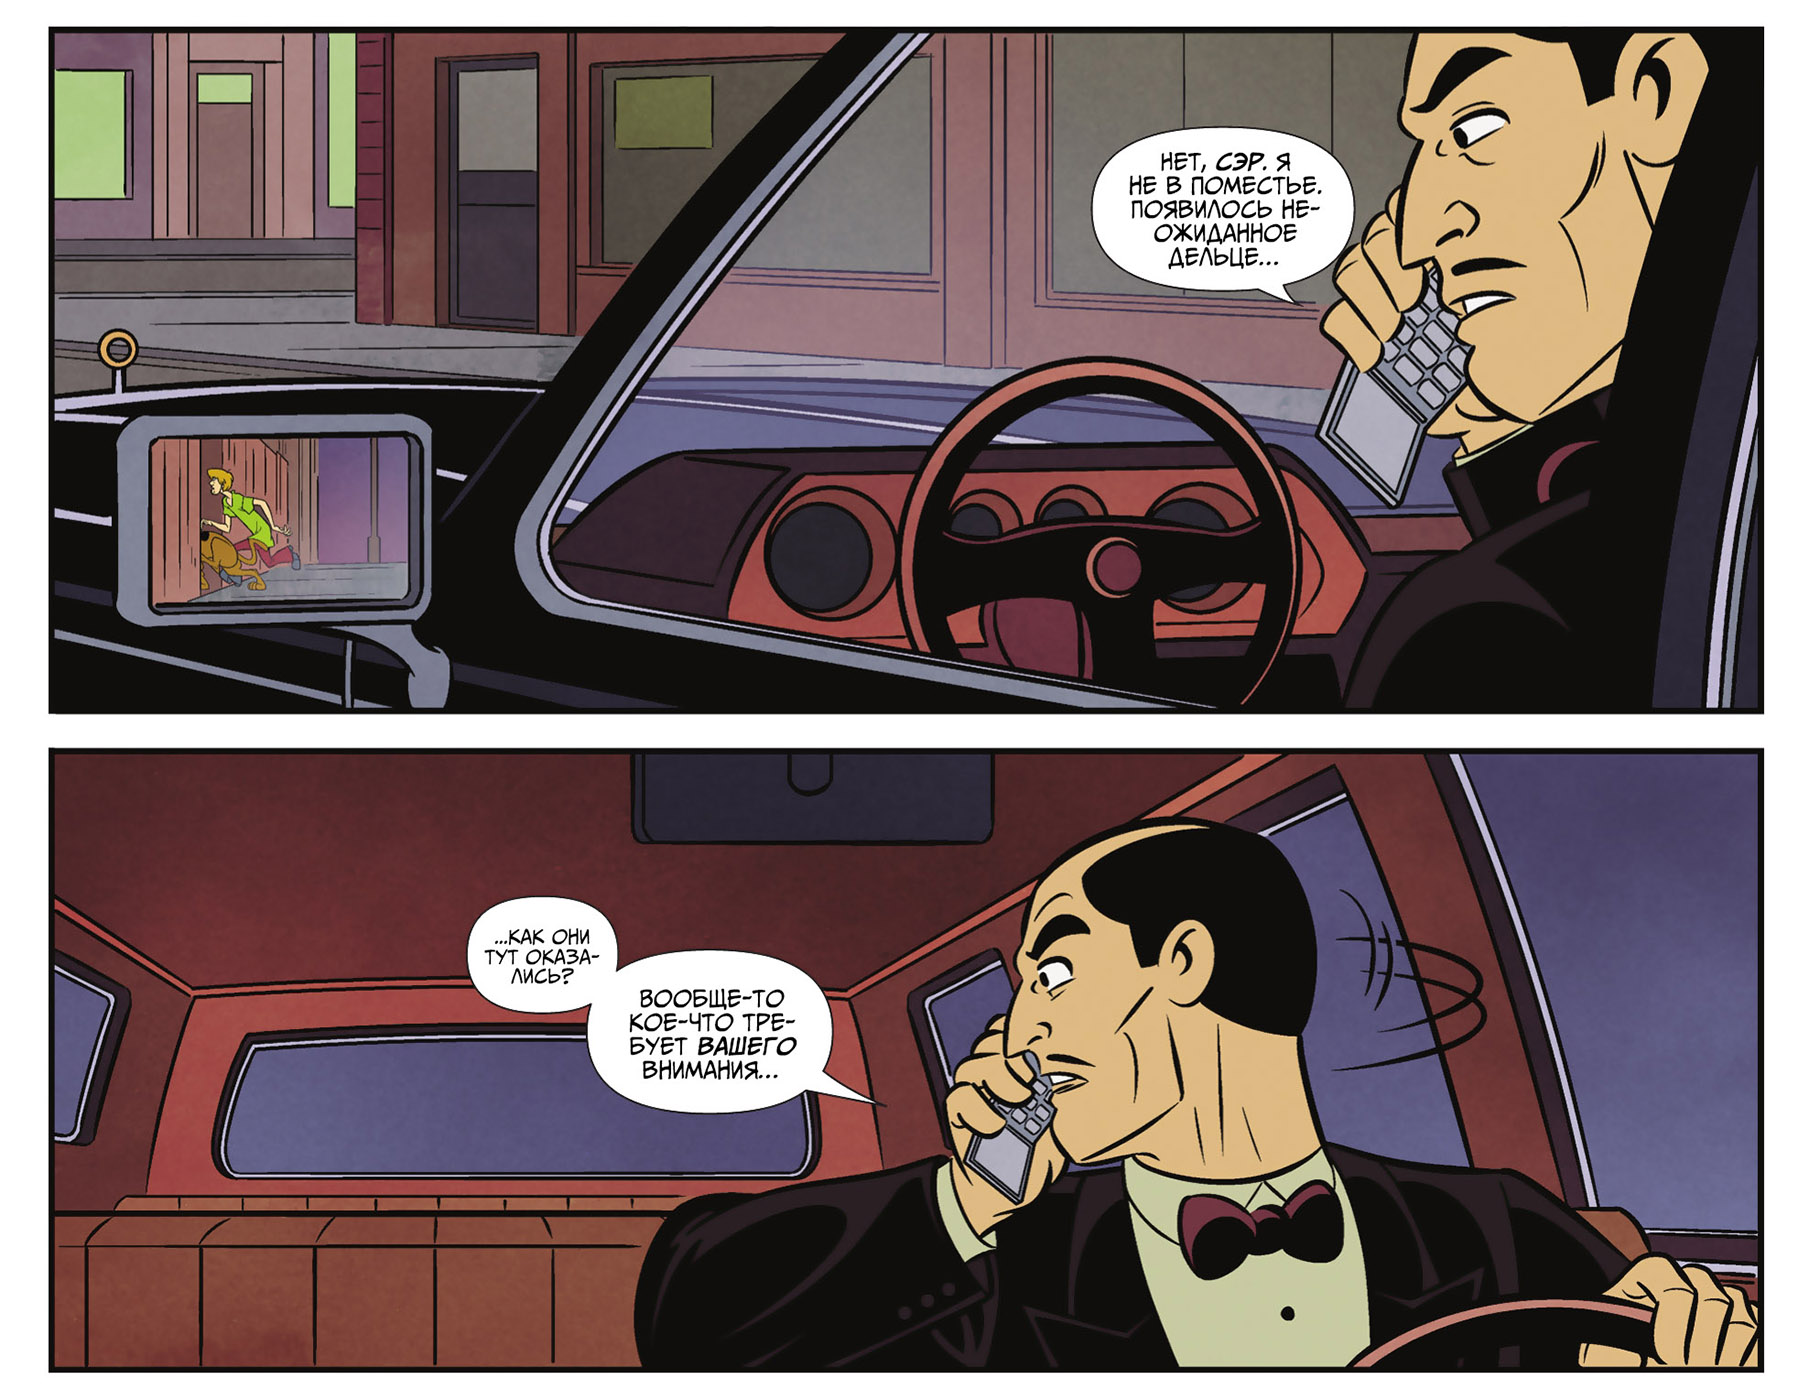 НЕТ, СЭР. Я
НЕ В ПОМЕСТЬЕ.
ПОЯВИЛОСЬ НЕ-
ОЖИДАННОЕ
ДЕЛЬЦЕ...
...КАК ОНИ
ТУТ ОКАЗА-
ЛИСЬ?
ВООБЩЕ-ТО
КОЕ-ЧТО ТРЕ-
БУЕТ ВАШЕГО
ВНИМАНИЯ...